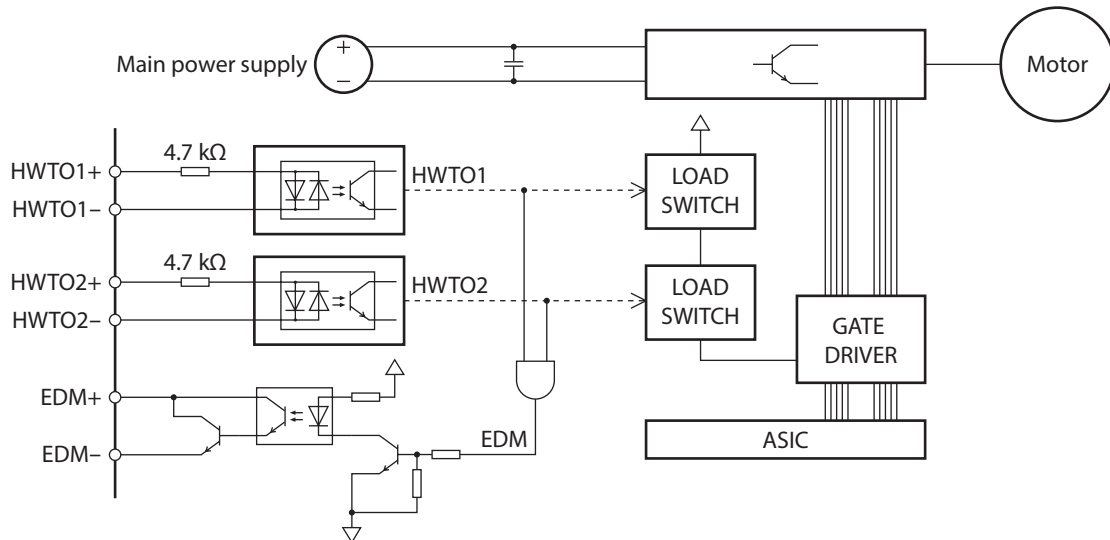 Main power supply
+
−
Motor
HWTO1+
4.7 kΩ
HWTO1
LOAD
SWITCH
HWTO1−
HWTO2+
4.7 kΩ
HWTO2
LOAD
SWITCH
HWTO2−
GATE
DRIVER
EDM+
EDM
EDM−
ASIC